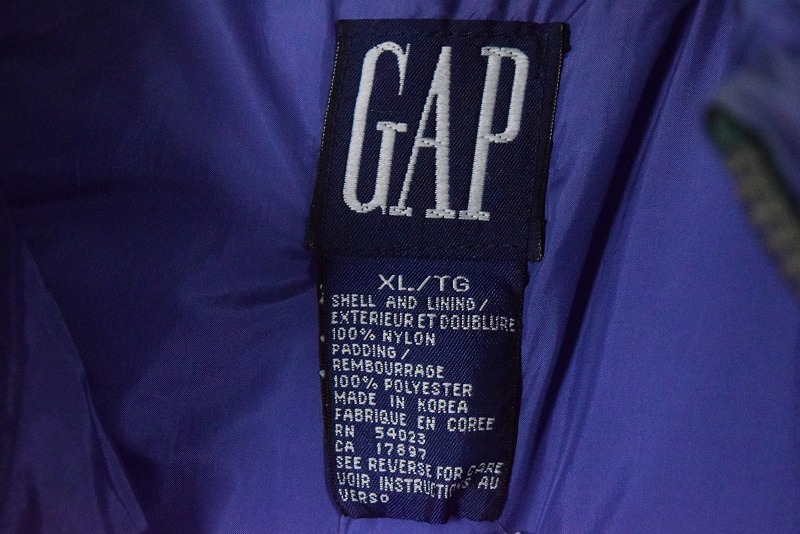 GAP
XL/TG
SHELL AND LINING/
EXTERIEUR ET DOUBLURE
100% NYLON
PADDING/
REMBOURRAGE
100% POLYESTER
MADE IN KOREA
FABRIQUE EN COREE
RN 54023
CA 17897
SEE REVERSE FOR CARE
VOIR INSTRUCTIONS AU
VERSO